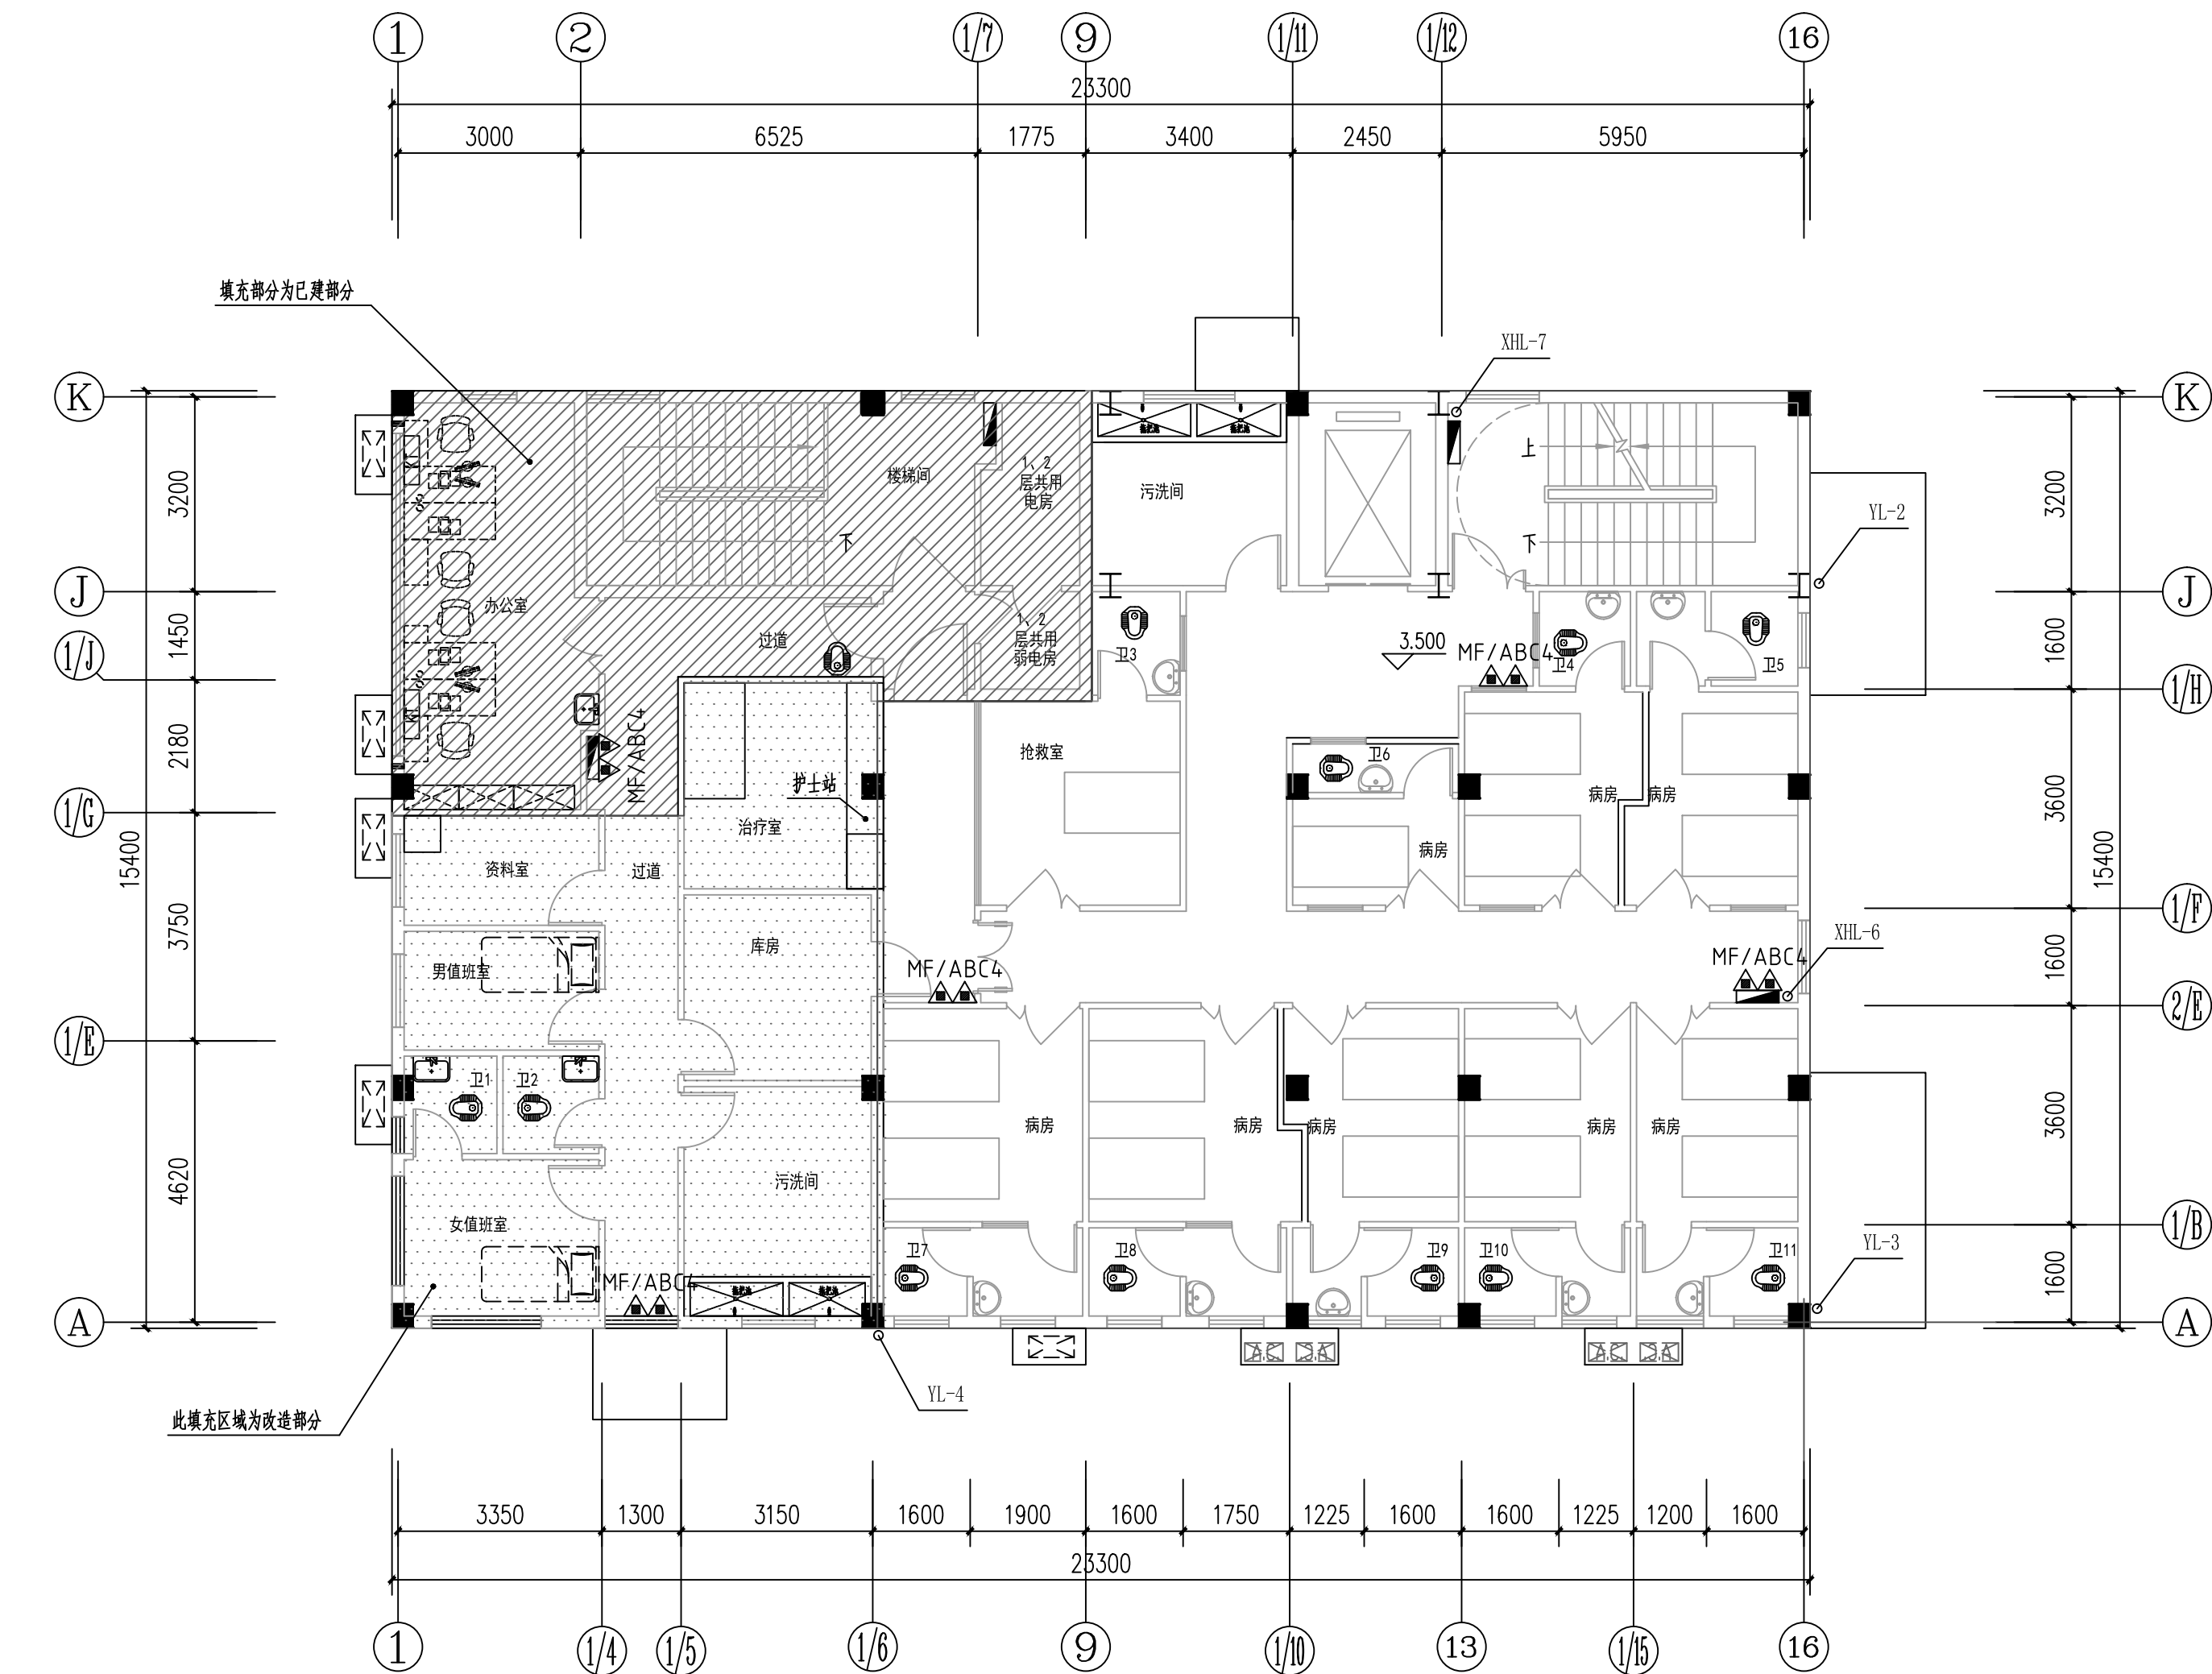 1
2
1/7
9
1/11
1/12
16
23300
3000
6525
1775
3400
2450
5950
填充部分为已建部分
XHL-7
K
K
YL-2
3200
楼梯间
1、2
层共用
电房
污洗间
上
下
下
3200
J
J
办公室
过道
1、2
层共用
弱电房
卫3
3.500
MF/ABC4
卫4
卫5
1450
1600
1/J
1/H
2180
MF/ABC4
护士站
抢救室
卫6
病房
病房
3600
1/G
治疗室
病房
15400
15400
资料室
过道
1/F
3750
库房
男值班室
MF/ABC4
MF/ABC4
XHL-6
1600
2/E
1/E
卫1
卫2
病房
病房
病房
病房
病房
3600
4620
污洗间
女值班室
卫7
卫8
卫9
卫10
卫11
1/B
YL-3
MF/ABC4
1600
A
A
YL-4
此填充区域为改造部分
3350
1300
3150
1600
1900
1600
1750
1225
1600
1600
1225
1200
1600
23300
1
1/4
1/5
1/6
9
1/10
13
1/15
16